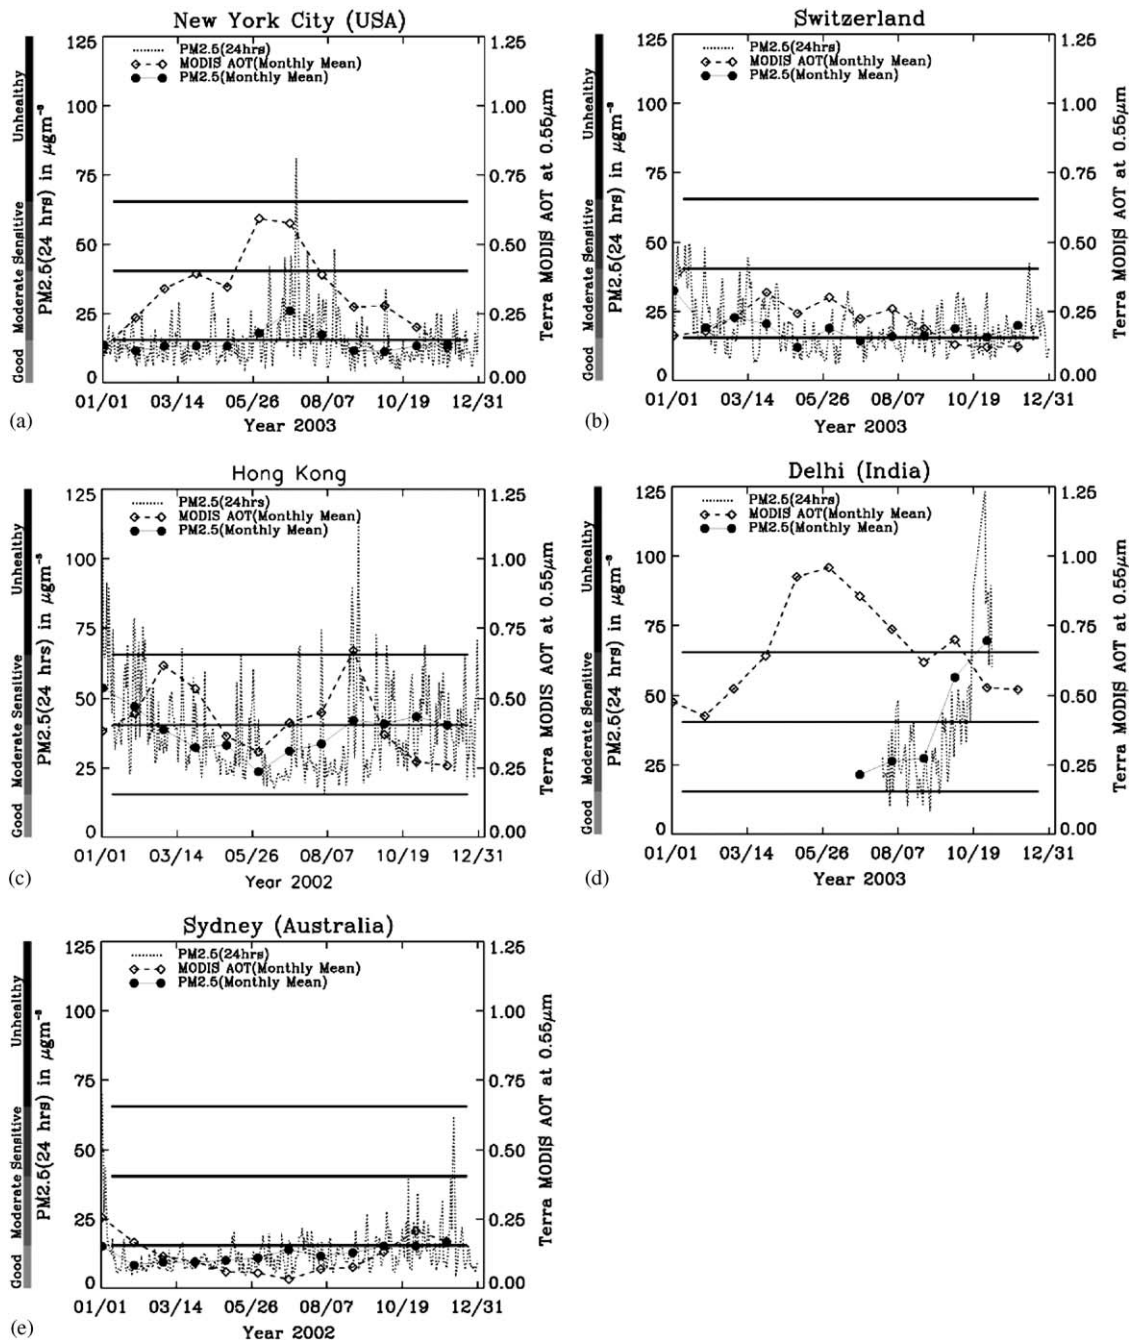 New York City (USA)
PM2.5(24hrs)
MODIS AOT(Monthly Mean)
PM2.5(Monthly Mean)
Good Moderate Sensitive Unhealthy
PM2.5(24 hrs) in μgm⁻³
125
100
75
50
25
0
Terra MODIS AOT at 0.55μm
1.25
1.00
0.75
0.50
0.25
0.00
01/01 03/14 05/26 08/07 10/19 12/31
Year 2003
(a)
Switzerland
PM2.5(24hrs)
MODIS AOT(Monthly Mean)
PM2.5(Monthly Mean)
Good Moderate Sensitive Unhealthy
PM2.5(24 hrs) in μgm⁻³
125
100
75
50
25
0
Terra MODIS AOT at 0.55μm
1.25
1.00
0.75
0.50
0.25
0.00
01/01 03/14 05/26 08/07 10/19 12/31
Year 2003
(b)
Hong Kong
PM2.5(24hrs)
MODIS AOT(Monthly Mean)
PM2.5(Monthly Mean)
Good Moderate Sensitive Unhealthy
PM2.5(24 hrs) in μgm⁻³
125
100
75
50
25
0
Terra MODIS AOT at 0.55μm
1.25
1.00
0.75
0.50
0.25
0.00
01/01 03/14 05/26 08/07 10/19 12/31
Year 2002
(c)
Delhi (India)
PM2.5(24hrs)
MODIS AOT(Monthly Mean)
PM2.5(Monthly Mean)
Good Moderate Sensitive Unhealthy
PM2.5(24 hrs) in μgm⁻³
125
100
75
50
25
0
Terra MODIS AOT at 0.55μm
1.25
1.00
0.75
0.50
0.25
0.00
01/01 03/14 05/26 08/07 10/19 12/31
Year 2003
(d)
Sydney (Australia)
PM2.5(24hrs)
MODIS AOT(Monthly Mean)
PM2.5(Monthly Mean)
Good Moderate Sensitive Unhealthy
PM2.5(24 hrs) in μgm⁻³
125
100
75
50
25
0
Terra MODIS AOT at 0.55μm
1.25
1.00
0.75
0.50
0.25
0.00
01/01 03/14 05/26 08/07 10/19 12/31
Year 2002
(e)